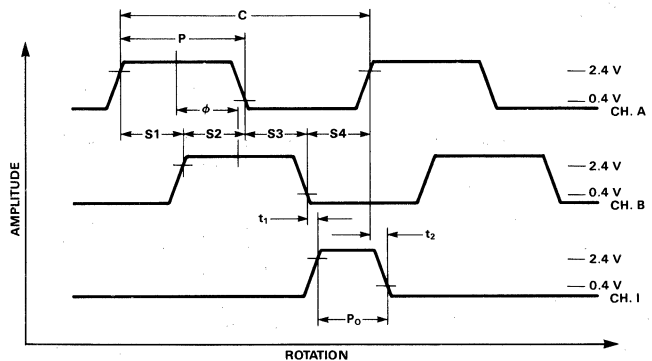 C
P
2.4 V
0.4 V
CH. A
ϕ
S1 S2 S3 S4
2.4 V
0.4 V
CH. B
t₁
t₂
2.4 V
0.4 V
CH. I
P₀
AMPLITUDE
ROTATION